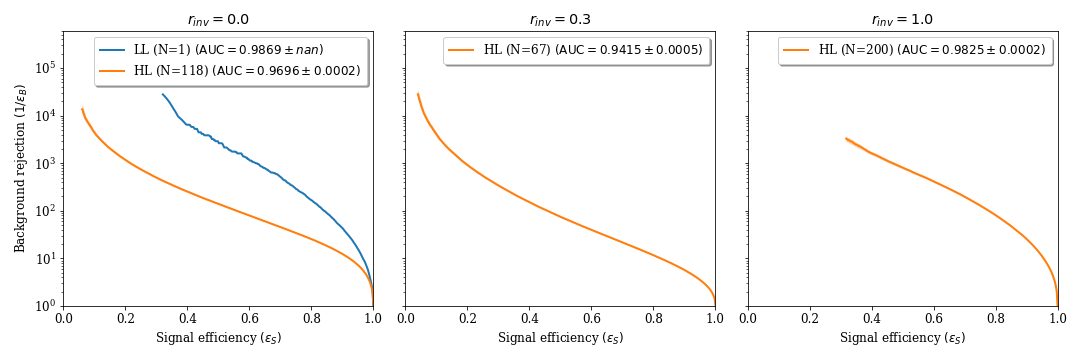 r_inv = 0.0
LL (N=1) (AUC = 0.9869 ± nan)
HL (N=118) (AUC = 0.9696 ± 0.0002)
Background rejection (1/ε_B)
10^5
10^4
10^3
10^2
10^1
10^0
0.0 0.2 0.4 0.6 0.8 1.0
Signal efficiency (ε_S)
r_inv = 0.3
HL (N=67) (AUC = 0.9415 ± 0.0005)
0.0 0.2 0.4 0.6 0.8 1.0
Signal efficiency (ε_S)
r_inv = 1.0
HL (N=200) (AUC = 0.9825 ± 0.0002)
0.0 0.2 0.4 0.6 0.8 1.0
Signal efficiency (ε_S)